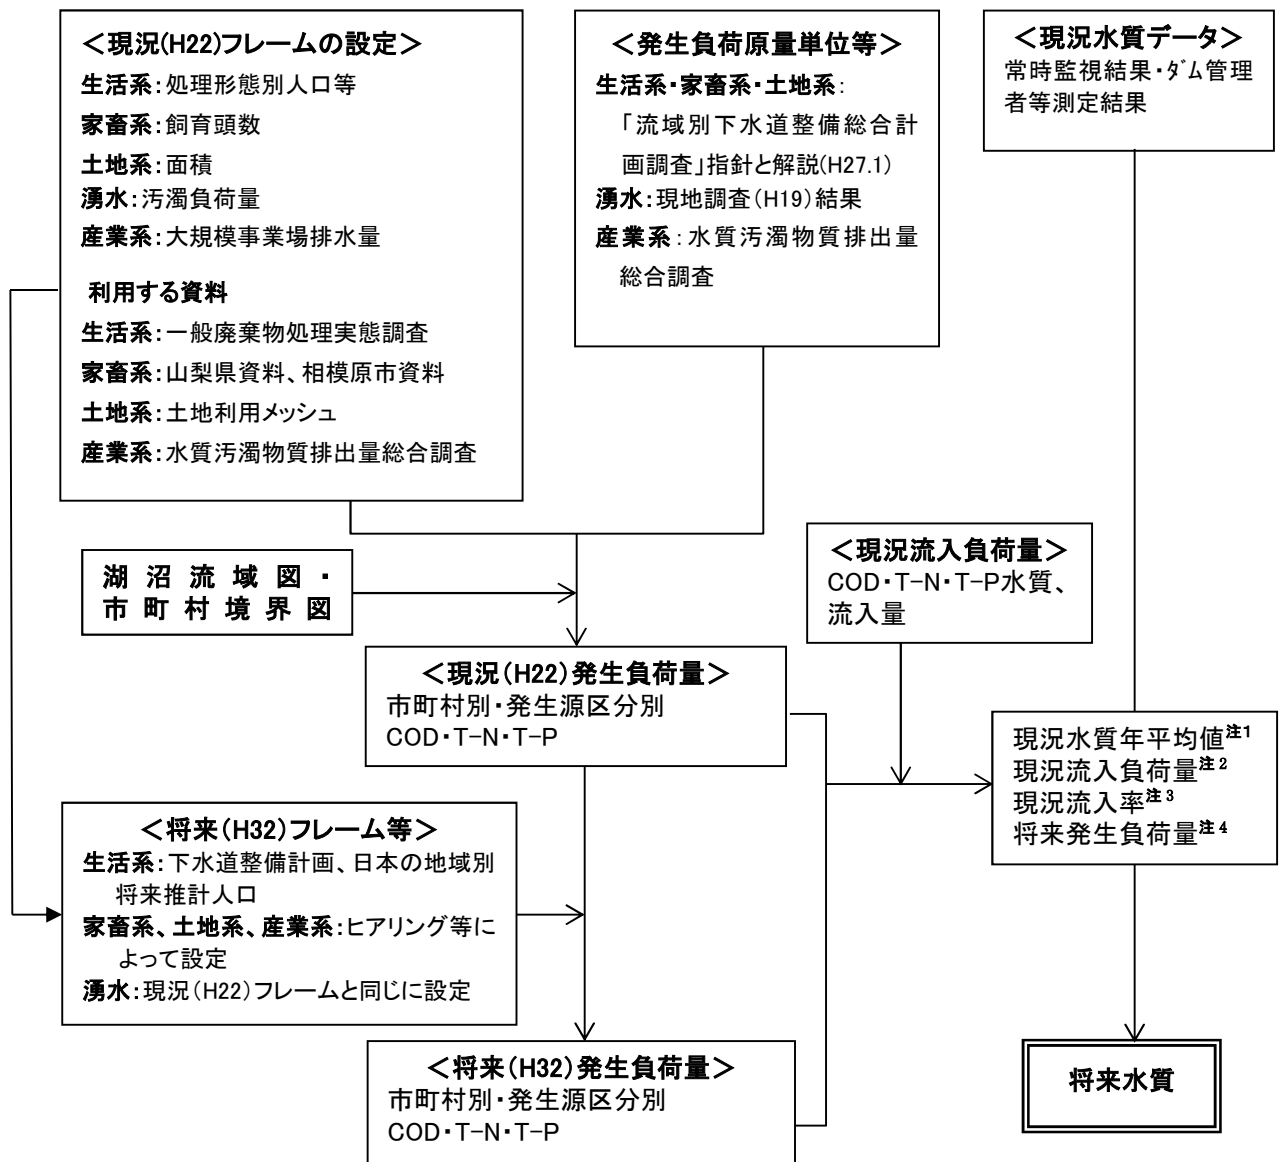 ＜現況(H22)フレームの設定＞
生活系：処理形態別人口等
家畜系：飼育頭数
土地系：面積
湧水：汚濁負荷量
産業系：大規模事業場排水量
利用する資料
生活系：一般廃棄物処理実態調査
家畜系：山梨県資料、相模原市資料
土地系：土地利用メッシュ
産業系：水質汚濁物質排出量総合調査
＜発生負荷原単位等＞
生活系・家畜系・土地系：
「流域別下水道整備総合計
画調査」指針と解説(H27.1)
湧水：現地調査(H19)結果
産業系：水質汚濁物質排出量
総合調査
＜現況水質データ＞
常時監視結果・ダム管理
者等測定結果
湖沼流域図・
市町村境界図
＜現況流入負荷量＞
COD・T-N・T-P水質、
流入量
＜現況(H22)発生負荷量＞
市町村別・発生源区分別
COD・T-N・T-P
現況水質年平均値注1
現況流入負荷量注2
現況流入率注3
将来発生負荷量注4
＜将来(H32)フレーム等＞
生活系：下水道整備計画、日本の地域別
将来推計人口
家畜系、土地系、産業系：ヒアリング等に
よって設定
湧水：現況(H22)フレームと同じに設定
＜将来(H32)発生負荷量＞
市町村別・発生源区分別
COD・T-N・T-P
将来水質